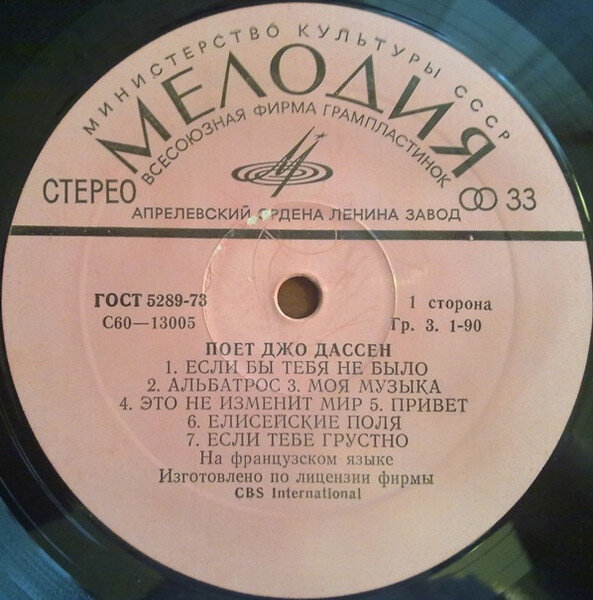 МИНИСТЕРСТВО КУЛЬТУРЫ СССР
МЕЛОДИЯ
ВСЕСОЮЗНАЯ ФИРМА ГРАМПЛАСТИНОК
СТЕРЕО 33
АПРЕЛЕВСКИЙ ОРДЕНА ЛЕНИНА ЗАВОД
ГОСТ 5289-73 1 сторона
С60—13005 Гр. 3. 1-90
ПОЕТ ДЖО ДАССЕН
1. ЕСЛИ БЫ ТЕБЯ НЕ БЫЛО
2. АЛЬБАТРОС 3. МОЯ МУЗЫКА
4. ЭТО НЕ ИЗМЕНИТ МИР 5. ПРИВЕТ
6. ЕЛИСЕЙСКИЕ ПОЛЯ
7. ЕСЛИ ТЕБЕ ГРУСТНО
На французском языке
Изготовлено по лицензии фирмы
CBS International